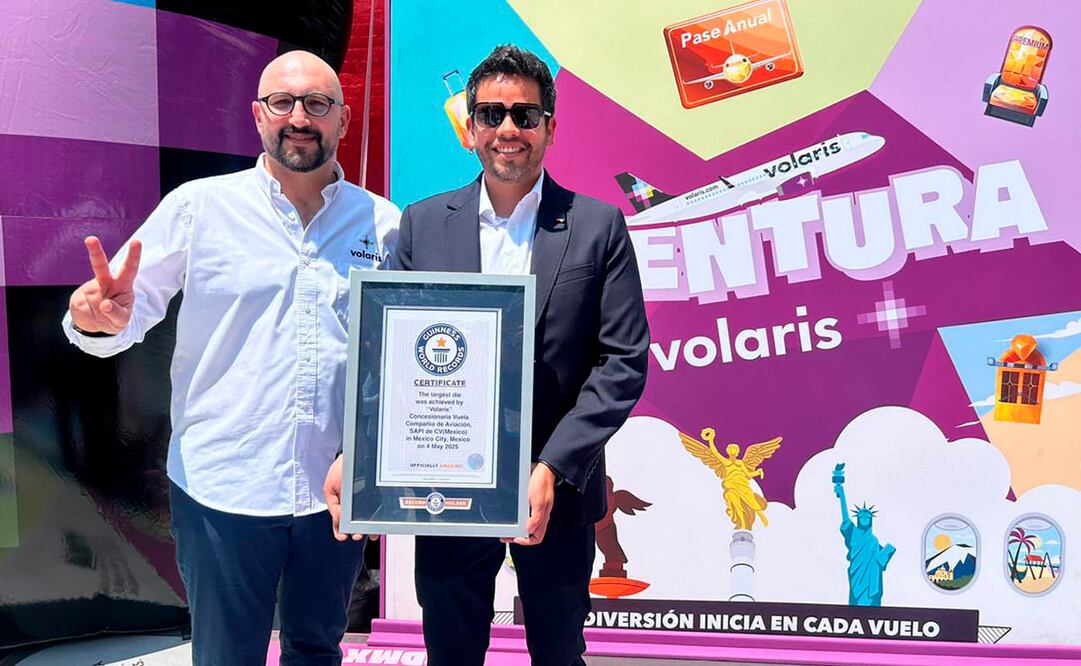 Pase Anual
PREMIUM
volaris
volaris.com
ENTURA
volaris
volaris
GUINNESS
WORLD RECORDS
CERTIFICATE
The largest die
was achieved by
"Volaris"
Concesionaria Vuela
Compañía de Aviación,
SAPI de CV(Mexico)
in Mexico City, Mexico
on 4 May 2025
OFFICIALLY AMAZING
RECORD HOLDER
DIVERSIÓN INICIA EN CADA VUELO
DMX